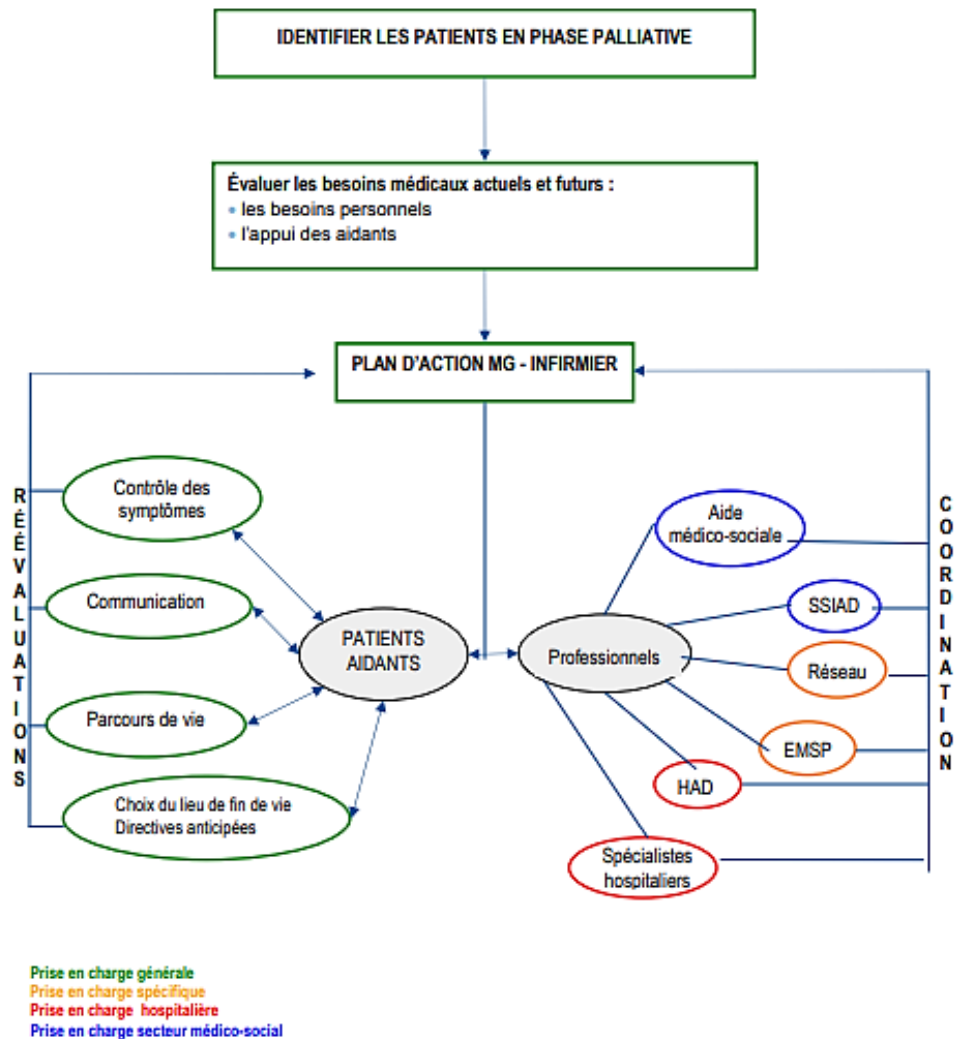 IDENTIFIER LES PATIENTS EN PHASE PALLIATIVE
Évaluer les besoins médicaux actuels et futurs :
• les besoins personnels
• l'appui des aidants
PLAN D'ACTION MG - INFIRMIER
RÉÉVALUATIONS
Contrôle des
symptômes
Communication
Parcours de vie
Choix du lieu de fin de vie
Directives anticipées
PATIENTS
AIDANTS
Professionnels
Aide
médico-sociale
SSIAD
Réseau
EMSP
HAD
Spécialistes
hospitaliers
COORDINATION
Prise en charge générale
Prise en charge spécifique
Prise en charge hospitalière
Prise en charge secteur médico-social